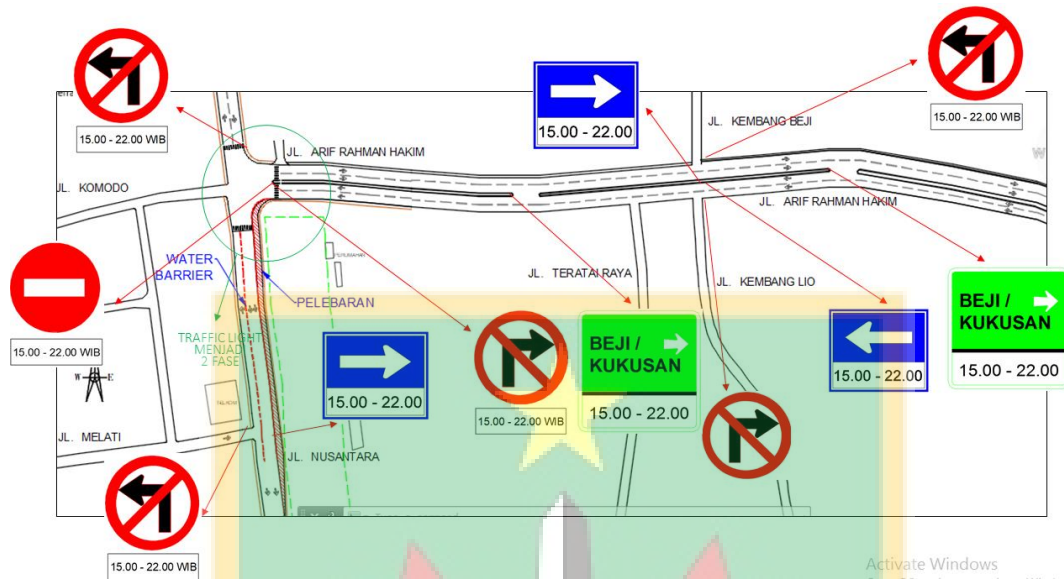 15.00 - 22.00 WIB
15.00 - 22.00
15.00 - 22.00 WIB
JL. KEMBANG BEJI
JL. ARIF RAHMAN HAKIM
JL. KOMODO
JL. ARIF RAHMAN HAKIM
WATER
BARRIER
JL. TERATAI RAYA
JL. KEMBANG LIO
PELEBARAN
BEJI /
KUKUSAN
15.00 - 22.00
TRAFFIC LIGHT
MENJADI
2 FASE
15.00 - 22.00 WIB
W
E
15.00 - 22.00
BEJI /
KUKUSAN
15.00 - 22.00
15.00 - 22.00
15.00 - 22.00 WIB
JL. MELATI
JL. NUSANTARA
15.00 - 22.00 WIB
Activate Windows